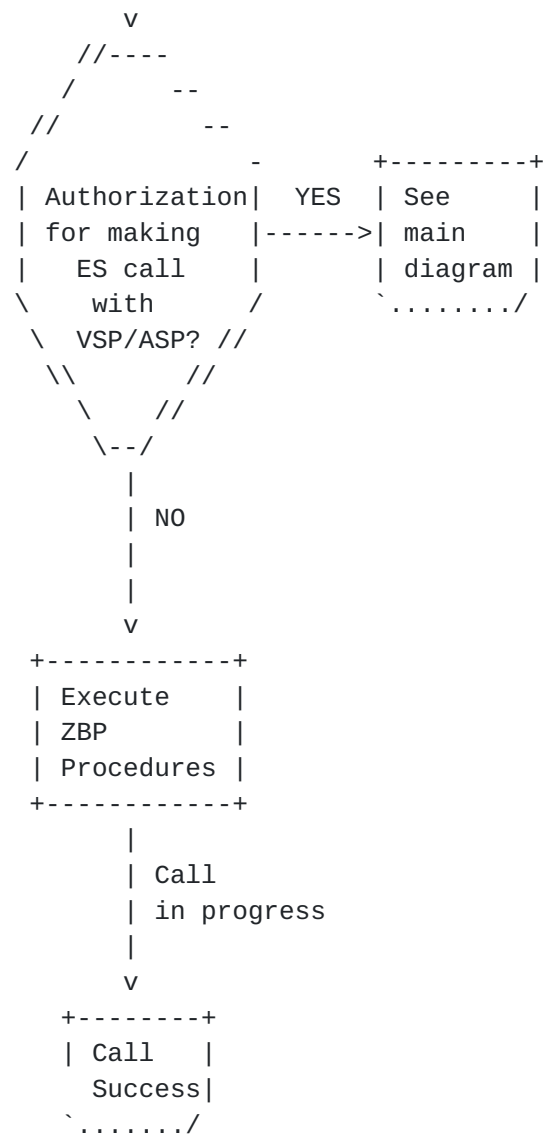 v
//----
/      --
//         --
/              -       +---------+
| Authorization|  YES  | See     |
| for making   |------>| main    |
|   ES call    |       | diagram |
\    with      /       `......../
\  VSP/ASP? //
\\       //
\    //
\--/
|
| NO
|
|
v
+------------+
| Execute    |
| ZBP        |
| Procedures |
+------------+
|
| Call
| in progress
|
v
+--------+
| Call   |
Success|
`......./